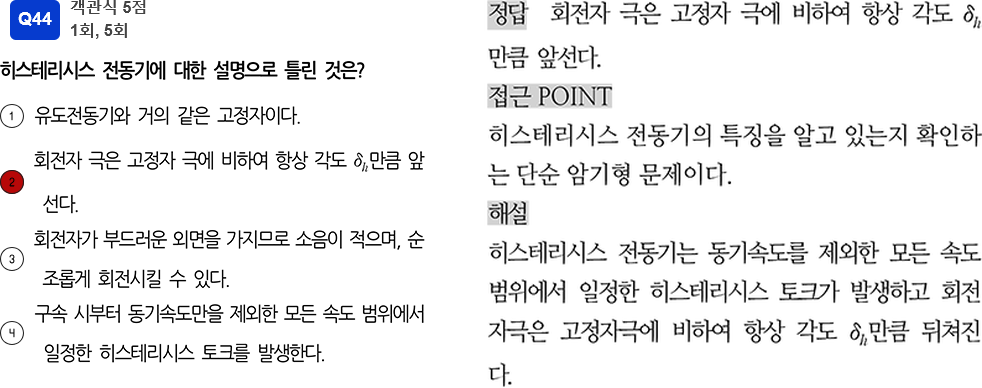 Q44
객관식 5점
1회, 5회
히스테리시스 전동기에 대한 설명으로 틀린 것은?
1 유도전동기와 거의 같은 고정자이다.
2 회전자 극은 고정자 극에 비하여 항상 각도 δh만큼 앞
선다.
3 회전자가 부드러운 외면을 가지므로 소음이 적으며, 순
조롭게 회전시킬 수 있다.
4 구속 시부터 동기속도만을 제외한 모든 속도 범위에서
일정한 히스테리시스 토크를 발생한다.
정답 회전자 극은 고정자 극에 비하여 항상 각도 δh
만큼 앞선다.
접근 POINT
히스테리시스 전동기의 특징을 알고 있는지 확인하
는 단순 암기형 문제이다.
해설
히스테리시스 전동기는 동기속도를 제외한 모든 속도
범위에서 일정한 히스테리시스 토크가 발생하고 회전
자극은 고정자극에 비하여 항상 각도 δh만큼 뒤쳐진
다.